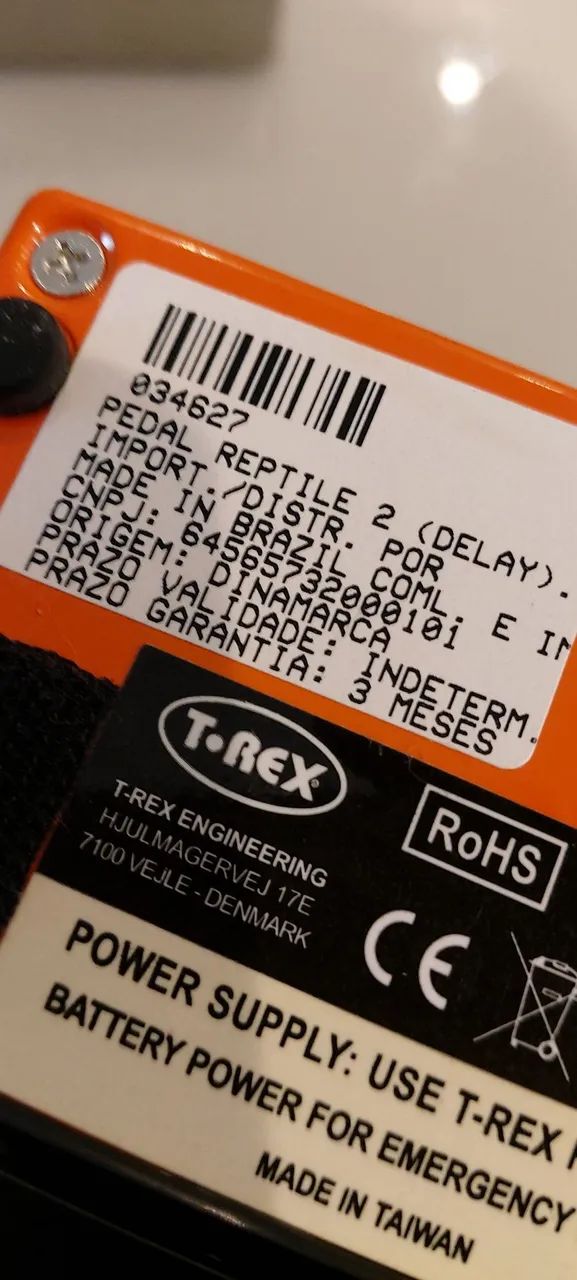 034627
PEDAL REPTILE 2 (DELAY).
IMPORT./DISTR. POR
MADE IN BRAZIL COML. E
CNPJ: 64565732000101
ORIGEM: DINAMARCA
PRAZO VALIDADE: INDETERM.
PRAZO GARANTIA: 3 MESES
T-REX
T-REX ENGINEERING
HJULMAGERVEJ 17E
7100 VEJLE - DENMARK
RoHS
CE
POWER SUPPLY: USE T-REX
BATTERY POWER FOR EMERGENCY
MADE IN TAIWAN